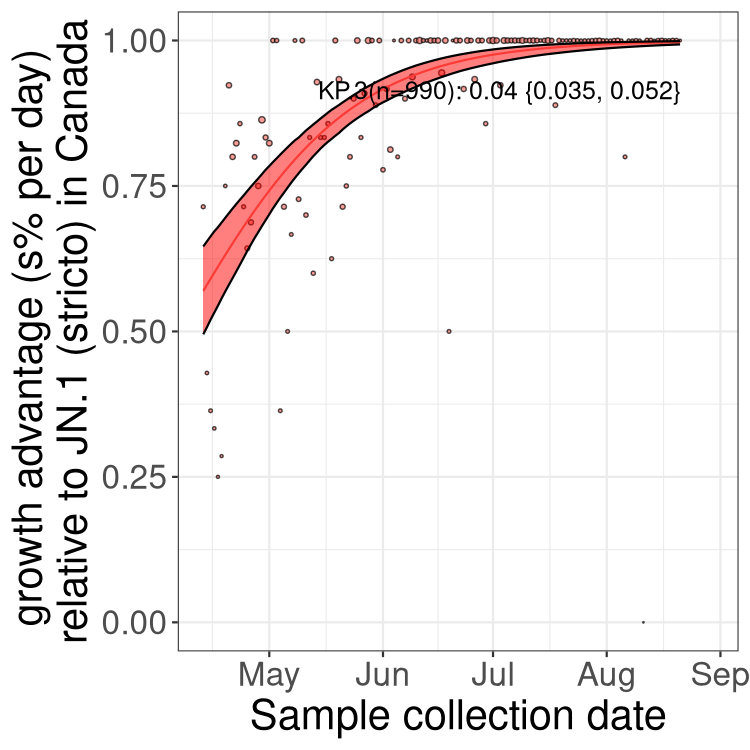 growth advantage (s% per day)
relative to JN.1 (stricto) in Canada
1.00
0.75
0.50
0.25
0.00
KP.3(n=990): 0.04 {0.035, 0.052}
May Jun Jul Aug Sep
Sample collection date